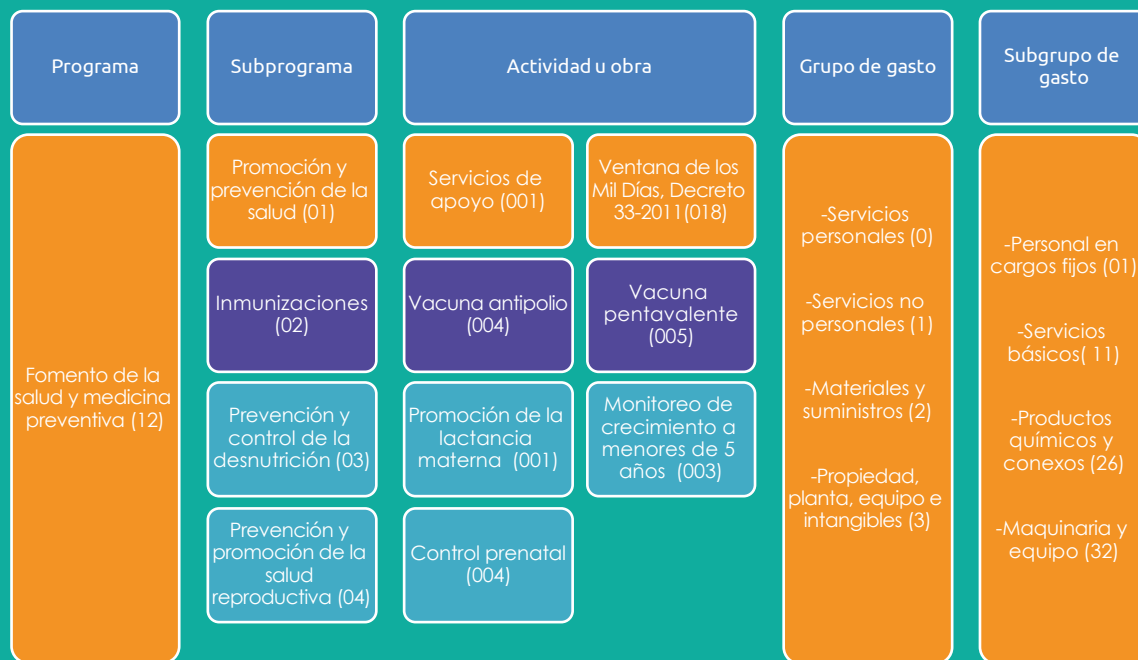 Programa
Subprograma
Actividad u obra
Grupo de gasto
Subgrupo de
gasto
Fomento de la
salud y medicina
preventiva (12)
Promoción y
prevención de la
salud (01)
Servicios de
apoyo (001)
Ventana de los
Mil Días, Decreto
33-2011(018)
Inmunizaciones
(02)
Vacuna antipolio
(004)
Vacuna
pentavalente
(005)
Prevención y
control de la
desnutrición (03)
Promoción de la
lactancia
materna (001)
Monitoreo de
crecimiento a
menores de 5
años (003)
Prevención y
promoción de la
salud
reproductiva (04)
Control prenatal
(004)
-Servicios
personales (0)
-Servicios no
personales (1)
-Materiales y
suministros (2)
-Propiedad,
planta, equipo e
intangibles (3)
-Personal en
cargos fijos (01)
-Servicios
básicos( 11)
-Productos
químicos y
conexos (26)
-Maquinaria y
equipo (32)